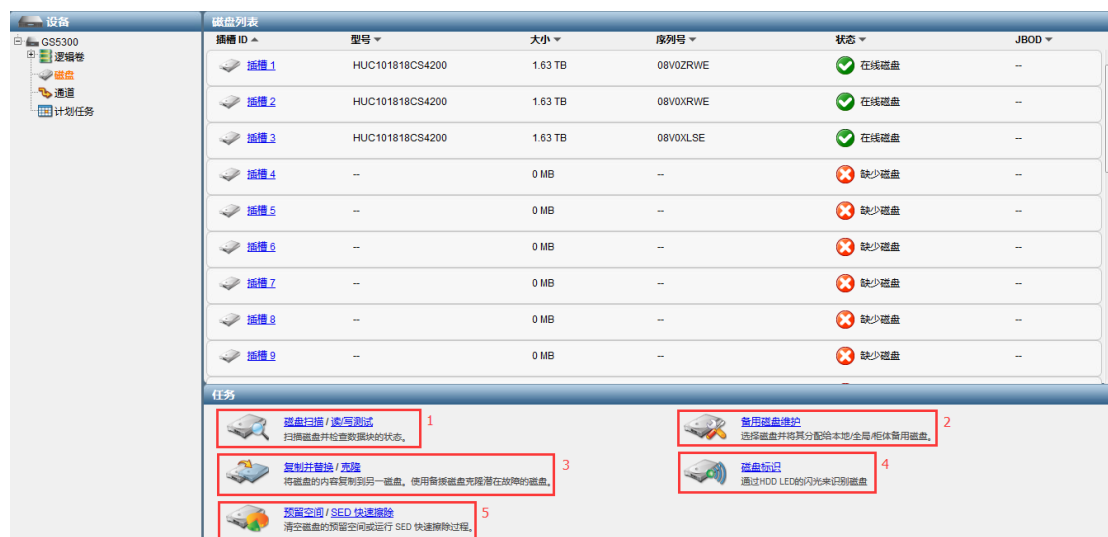 设备
GS5300
逻辑卷
磁盘
通道
计划任务
磁盘列表
插槽 ID 型号 大小 序列号 状态 JBOD
插槽 1 HUC101818CS4200 1.63 TB 08V0ZRWE 在线磁盘 --
插槽 2 HUC101818CS4200 1.63 TB 08V0XRWE 在线磁盘 --
插槽 3 HUC101818CS4200 1.63 TB 08V0XLSE 在线磁盘 --
插槽 4 -- 0 MB -- 缺少磁盘 --
插槽 5 -- 0 MB -- 缺少磁盘 --
插槽 6 -- 0 MB -- 缺少磁盘 --
插槽 7 -- 0 MB -- 缺少磁盘 --
插槽 8 -- 0 MB -- 缺少磁盘 --
插槽 9 -- 0 MB -- 缺少磁盘 --
任务
磁盘扫描 / 读/写测试 1
扫描磁盘并检查数据块的状态。
备用磁盘维护 2
选择磁盘并将其分配给本地/全局/柜体备用磁盘。
复制并替换 / 克隆 3
将磁盘的内容复制到另一磁盘。使用备援磁盘克隆潜在故障的磁盘。
磁盘标识 4
通过HDD LED的闪光来识别磁盘
预留空间 / SED 快速擦除 5
清空磁盘的预留空间或运行 SED 快速擦除过程。